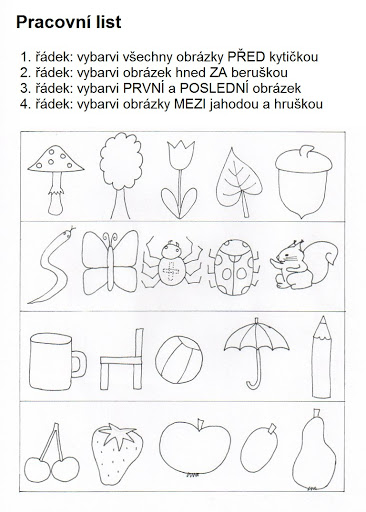 Pracovní list
1. řádek: vybarvi všechny obrázky PŘED kytičkou
2. řádek: vybarvi obrázek hned ZA beruškou
3. řádek: vybarvi PRVNÍ a POSLEDNÍ obrázek
4. řádek: vybarvi obrázky MEZI jahodou a hruškou